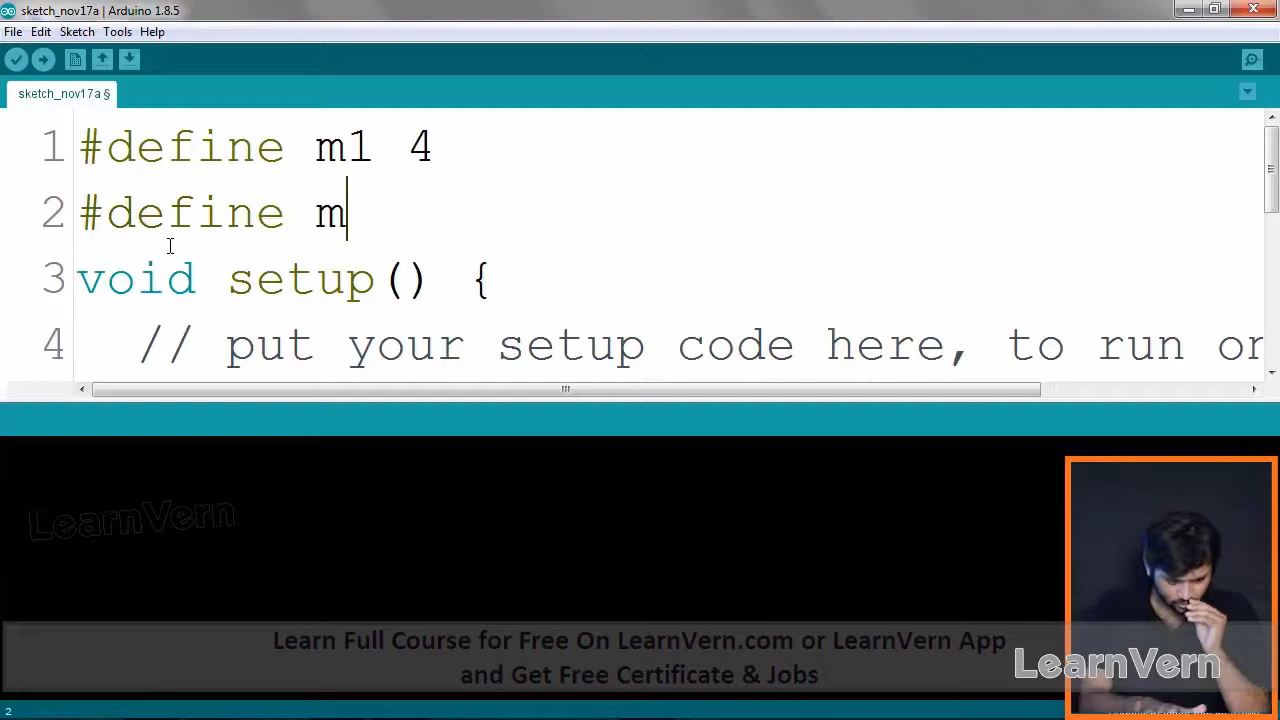 sketch_nov17a | Arduino 1.8.5
File Edit Sketch Tools Help
sketch_nov17a §
1 #define m1 4
2 #define m
3 void setup() {
4 // put your setup code here, to run on
LearnVern
Learn Full Course for Free On LearnVern.com or LearnVern App
and Get Free Certificate & Jobs
LearnVern
2